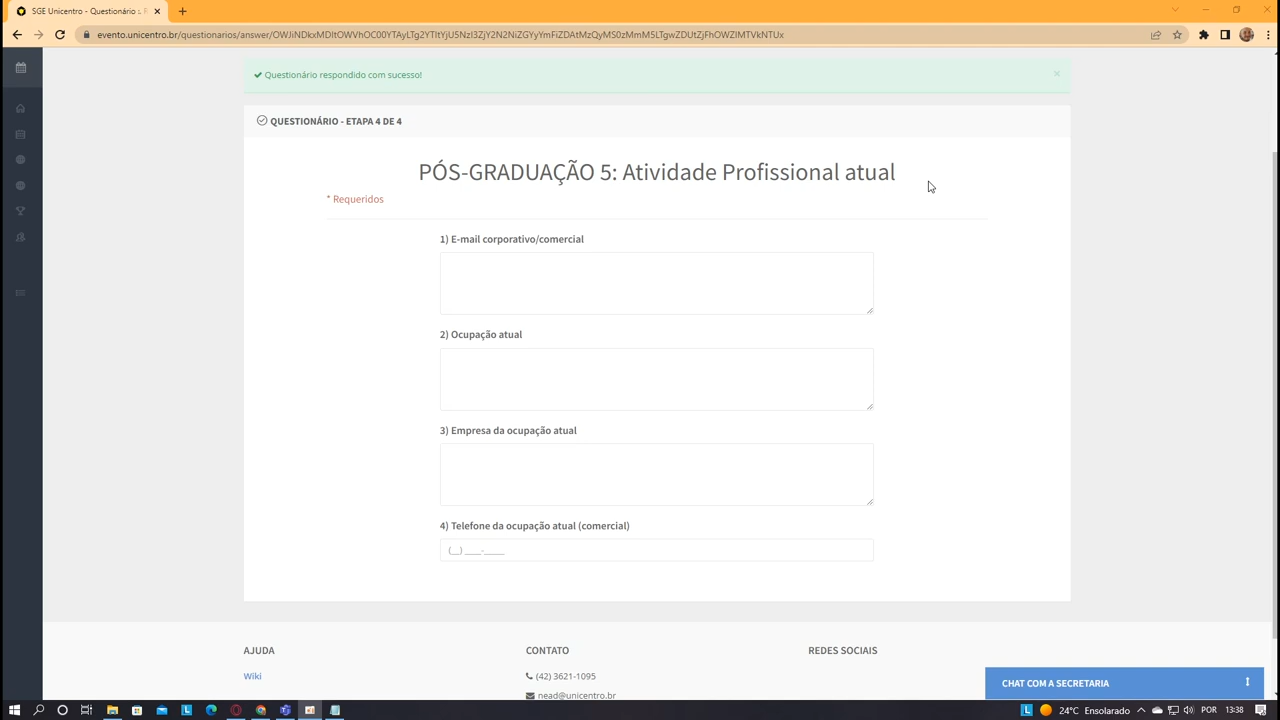 SGE Unicentro - Questionário s. R
evento.unicentro.br/questionarios/answer/OWJiNDkxMDItOWVhOC00YTAyLTg2YTItYjU5NzI3ZjY2N2NiZGYyYmFiZDAtMzQyMS0zMmM5LTgwZDUtZjFhOWZlMTVkNTUx
Questionário respondido com sucesso!
×
QUESTIONÁRIO - ETAPA 4 DE 4
PÓS-GRADUAÇÃO 5: Atividade Profissional atual
* Requeridos
1) E-mail corporativo/comercial
2) Ocupação atual
3) Empresa da ocupação atual
4) Telefone da ocupação atual (comercial)
(__) ____-_____
AJUDA
CONTATO
REDES SOCIAIS
Wiki
(42) 3621-1095
nead@unicentro.br
CHAT COM A SECRETARIA
24°C Ensolarado
POR
13:38